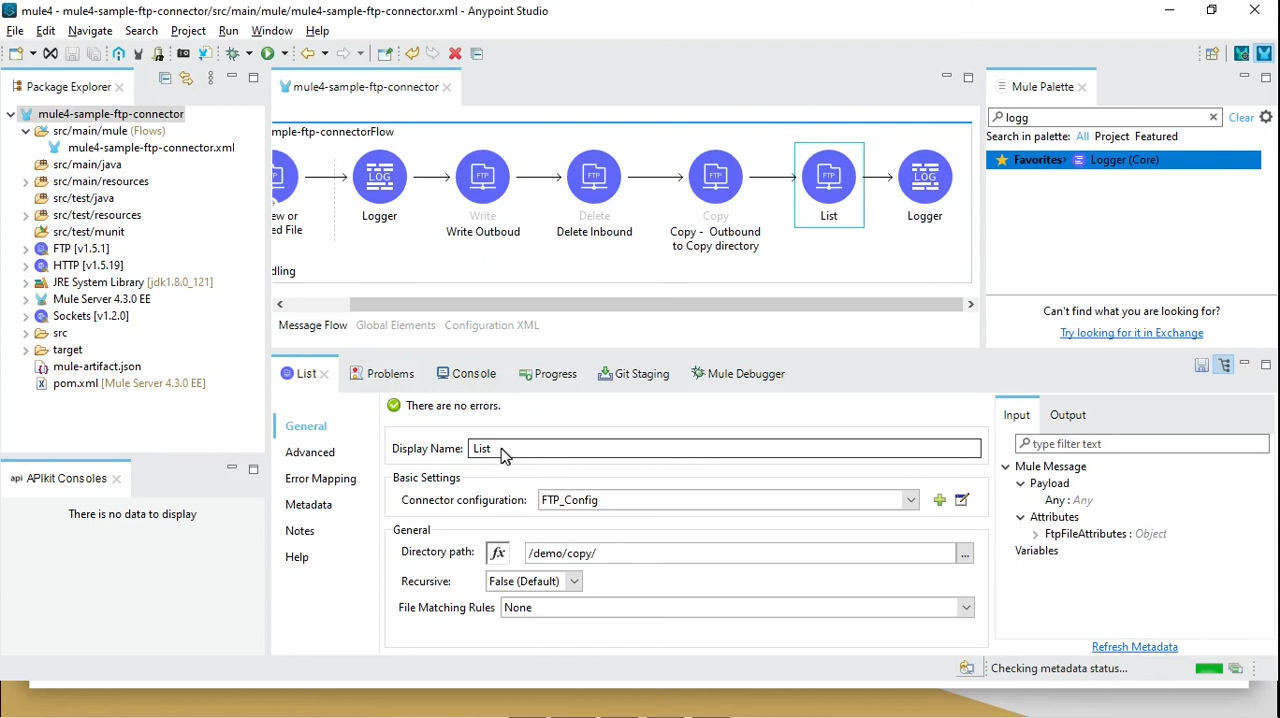 mule4 - mule4-sample-ftp-connector/src/main/mule/mule4-sample-ftp-connector.xml - Anypoint Studio
File Edit Navigate Search Project Run Window Help
Package Explorer
mule4-sample-ftp-connector
src/main/mule (Flows)
mule4-sample-ftp-connector.xml
src/main/java
src/main/resources
src/test/java
src/test/resources
src/test/munit
FTP [v1.5.1]
HTTP [v1.5.19]
JRE System Library [jdk1.8.0_121]
Mule Server 4.3.0 EE
Sockets [v1.2.0]
src
target
mule-artifact.json
pom.xml [Mule Server 4.3.0 EE]
api APIkit Consoles
There is no data to display
mule4-sample-ftp-connector
mple-ftp-connectorFlow
LOG FTP FTP FTP FTP LOG
ew or
ed File
Logger
Write
Write Outboud
Delete
Delete Inbound
Copy
Copy - Outbound
to Copy directory
List
Logger
dling
Message Flow Global Elements Configuration XML
Mule Palette
logg
Clear
Search in palette: All Project Featured
Favorites> Logger (Core)
Can't find what you are looking for?
Try looking for it in Exchange
List Problems Console Progress Git Staging Mule Debugger
General
Advanced
Error Mapping
Metadata
Notes
Help
There are no errors.
Display Name: List
Basic Settings
Connector configuration: FTP_Config
General
Directory path: fx /demo/copy/ ...
Recursive: False (Default)
File Matching Rules None
Input Output
type filter text
Mule Message
Payload
Any : Any
Attributes
FtpFileAttributes : Object
Variables
Refresh Metadata
Checking metadata status...